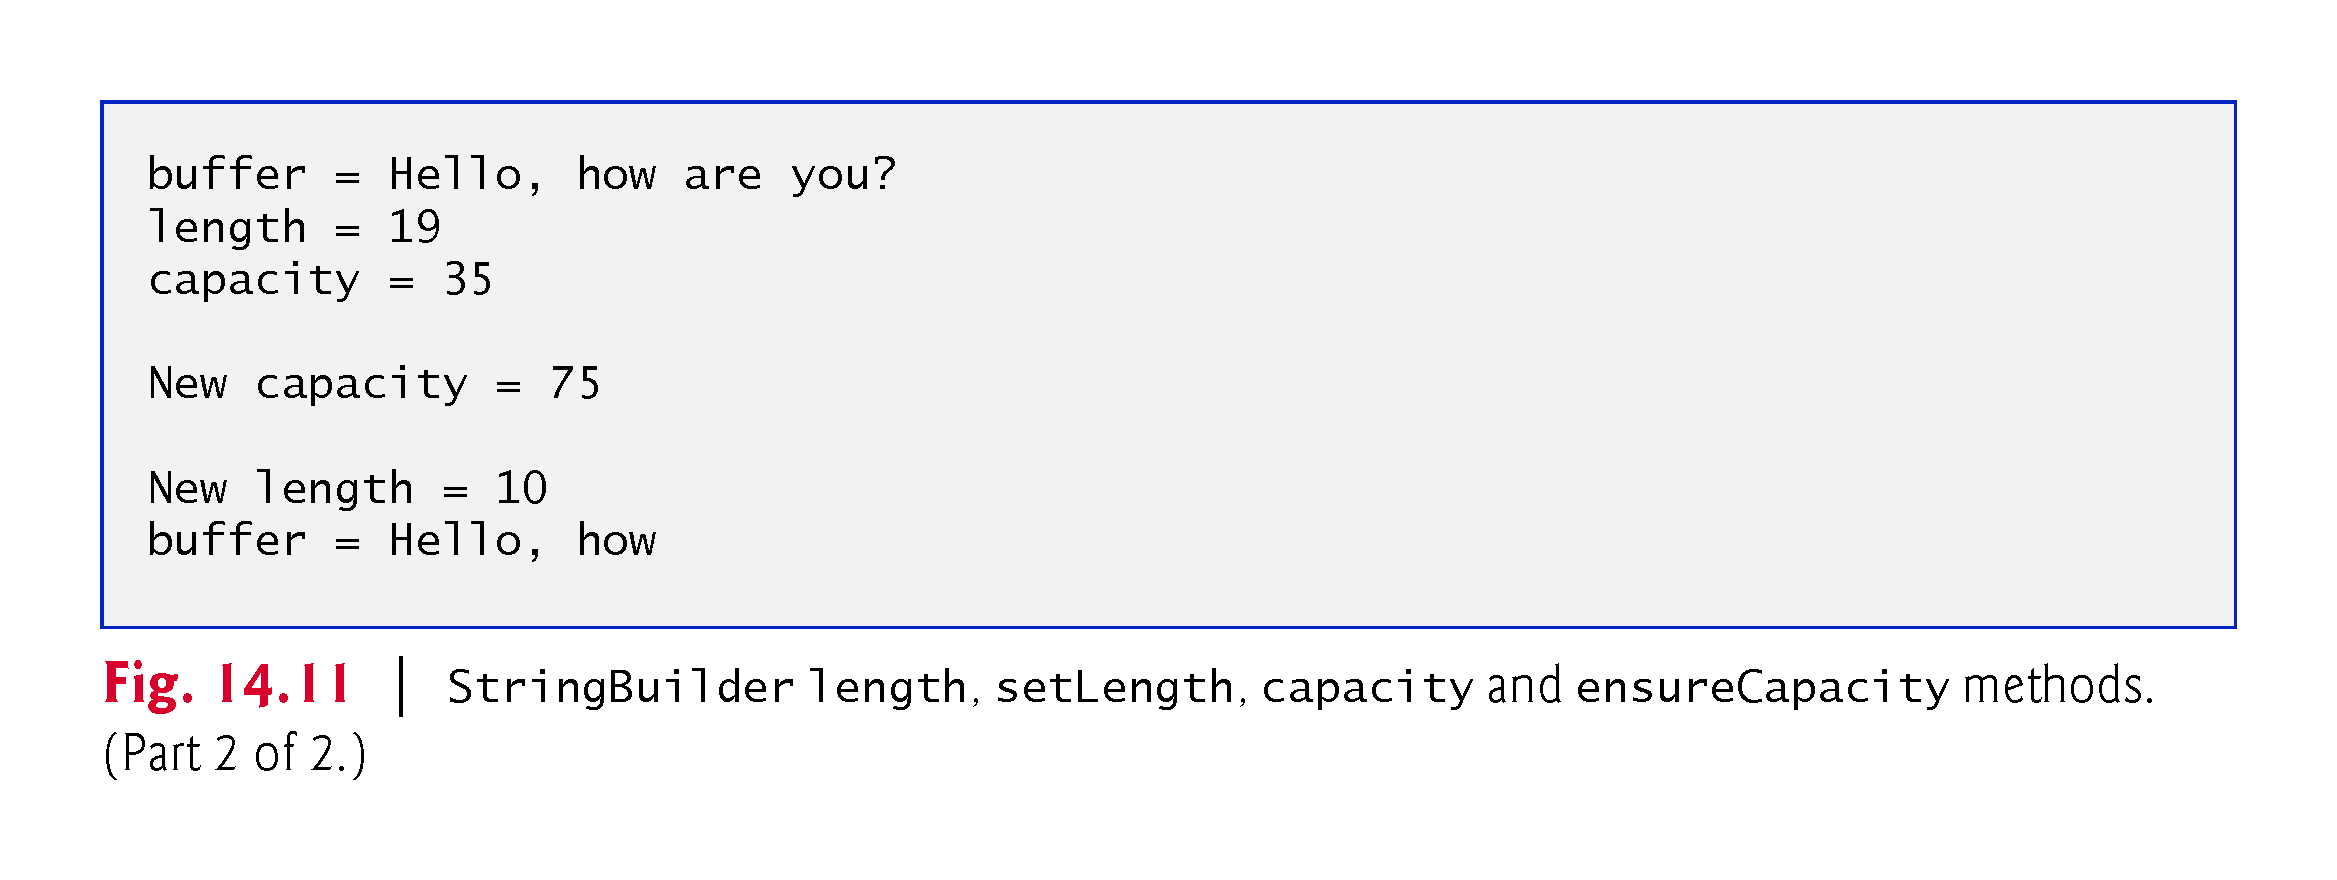 buffer = Hello, how are you?
length = 19
capacity = 35
New capacity = 75
New length = 10
buffer = Hello, how
Fig. 14.11 | StringBuilder length, setLength, capacity and ensureCapacity methods.
(Part 2 of 2.)